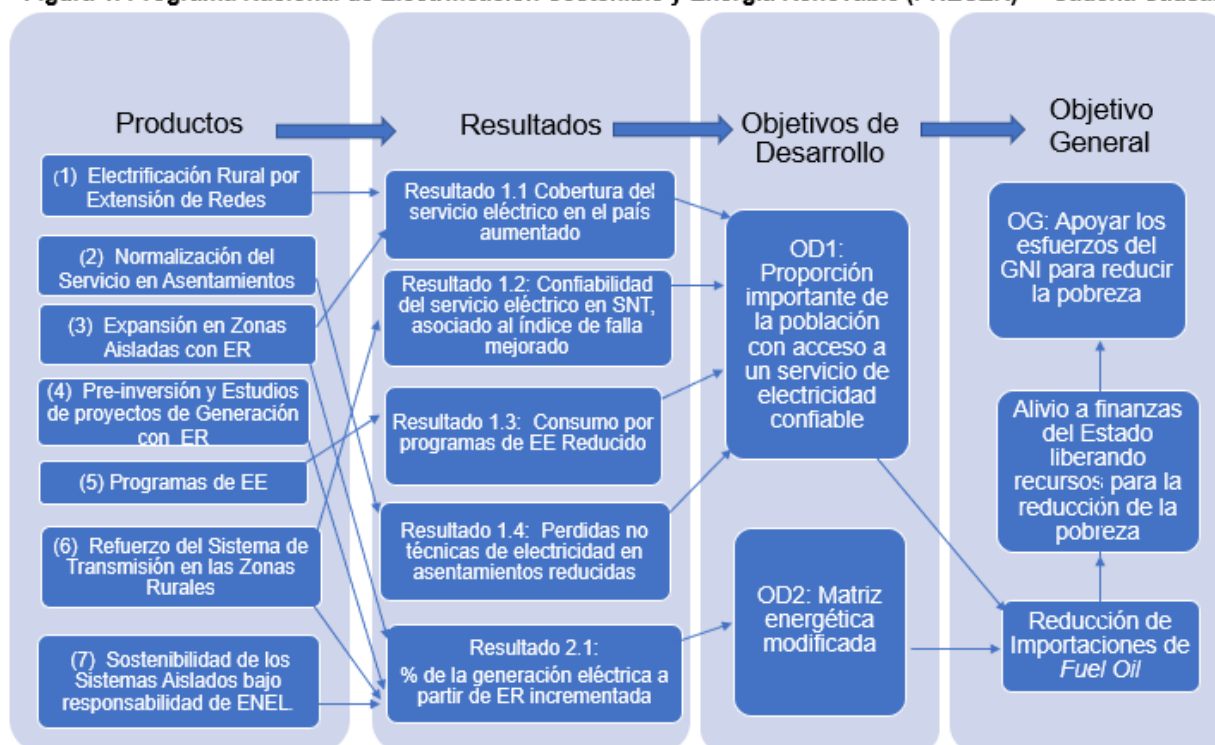 Productos
(1) Electrificación Rural por
Extensión de Redes
(2) Normalización del
Servicio en Asentamientos
(3) Expansión en Zonas
Aisladas con ER
(4) Pre-inversión y Estudios
de proyectos de Generación
con ER
(5) Programas de EE
(6) Refuerzo del Sistema de
Transmisión en las Zonas
Rurales
(7) Sostenibilidad de los
Sistemas Aislados bajo
responsabilidad de ENEL.
Resultados
Resultado 1.1 Cobertura del
servicio eléctrico en el país
aumentado
Resultado 1.2: Confiabilidad
del servicio eléctrico en SNT,
asociado al índice de falla
mejorado
Resultado 1.3: Consumo por
programas de EE Reducido
Resultado 1.4: Perdidas no
técnicas de electricidad en
asentamientos reducidas
Resultado 2.1:
% de la generación eléctrica a
partir de ER incrementada
Objetivos de
Desarrollo
OD1:
Proporción
importante de
la población
con acceso a
un servicio de
electricidad
confiable
OD2: Matriz
energética
modificada
Objetivo
General
OG: Apoyar los
esfuerzos del
GNI para reducir
la pobreza
Alivio a finanzas
del Estado
liberando
recursos para la
reducción de la
pobreza
Reducción de
Importaciones de
Fuel Oil